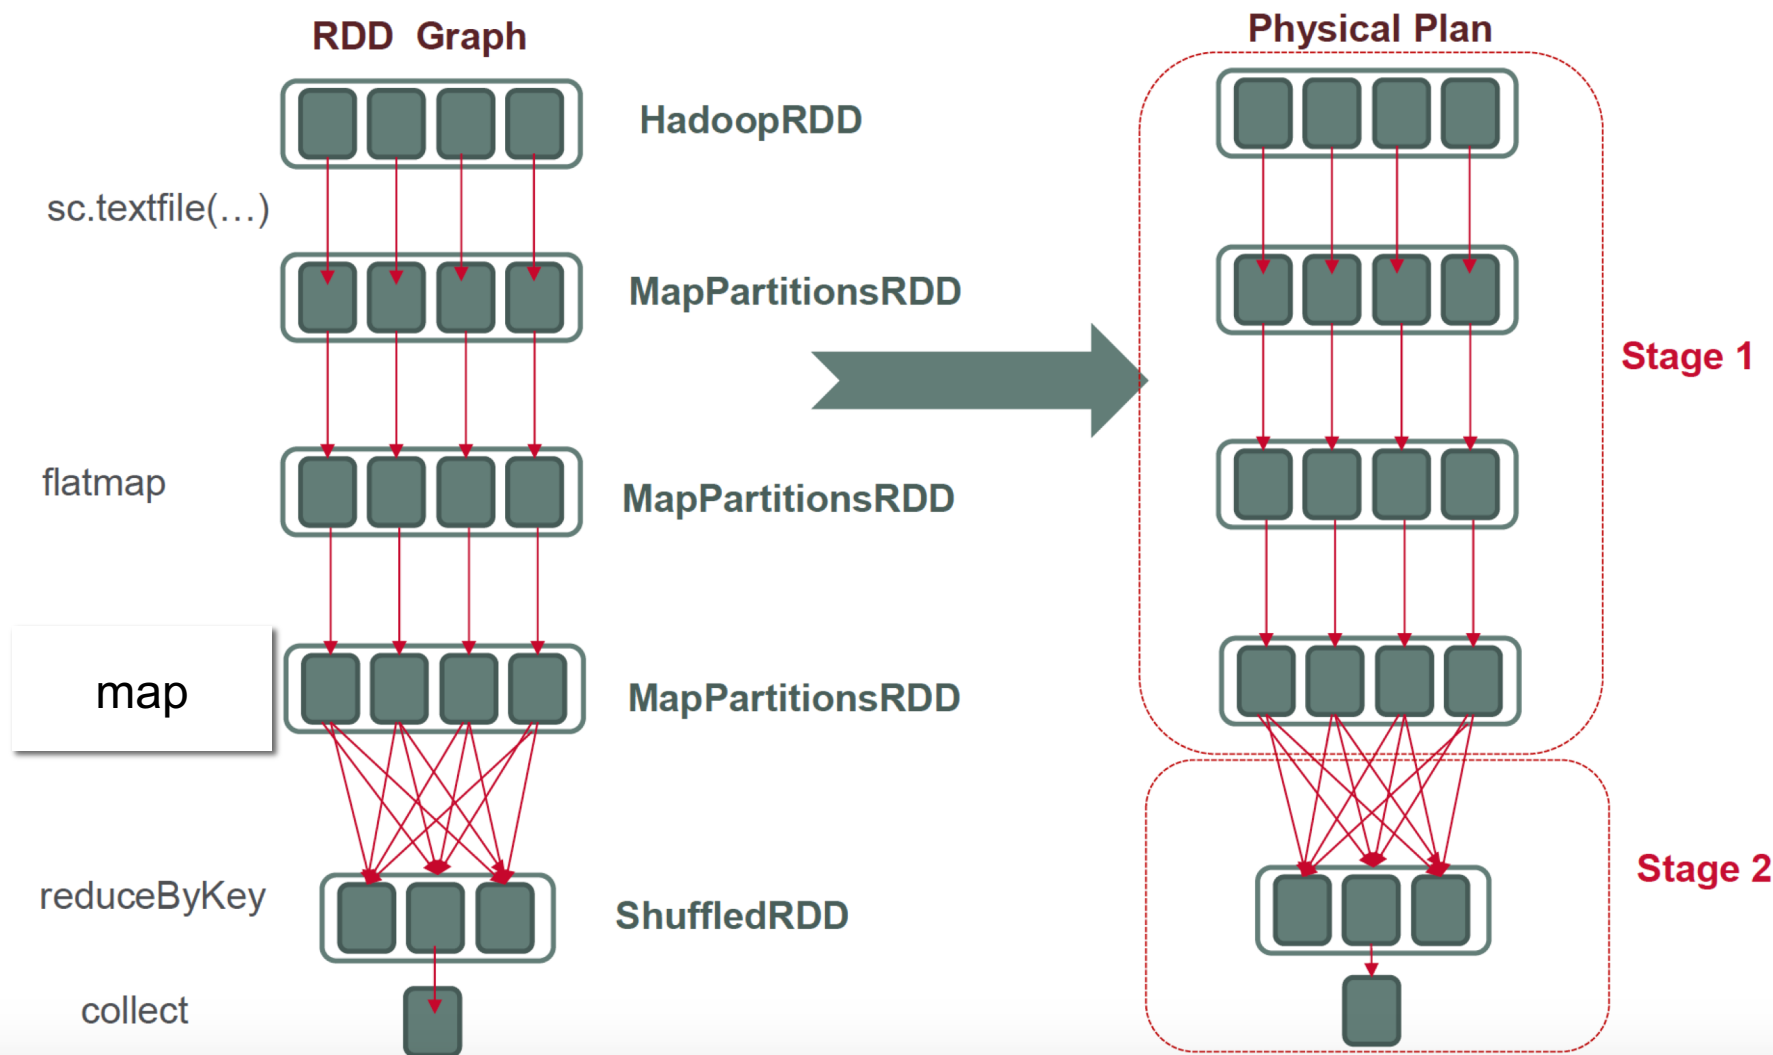 RDD Graph
Physical Plan
HadoopRDD
sc.textfile(…)
MapPartitionsRDD
Stage 1
flatmap
MapPartitionsRDD
map
MapPartitionsRDD
Stage 2
reduceByKey
ShuffledRDD
collect